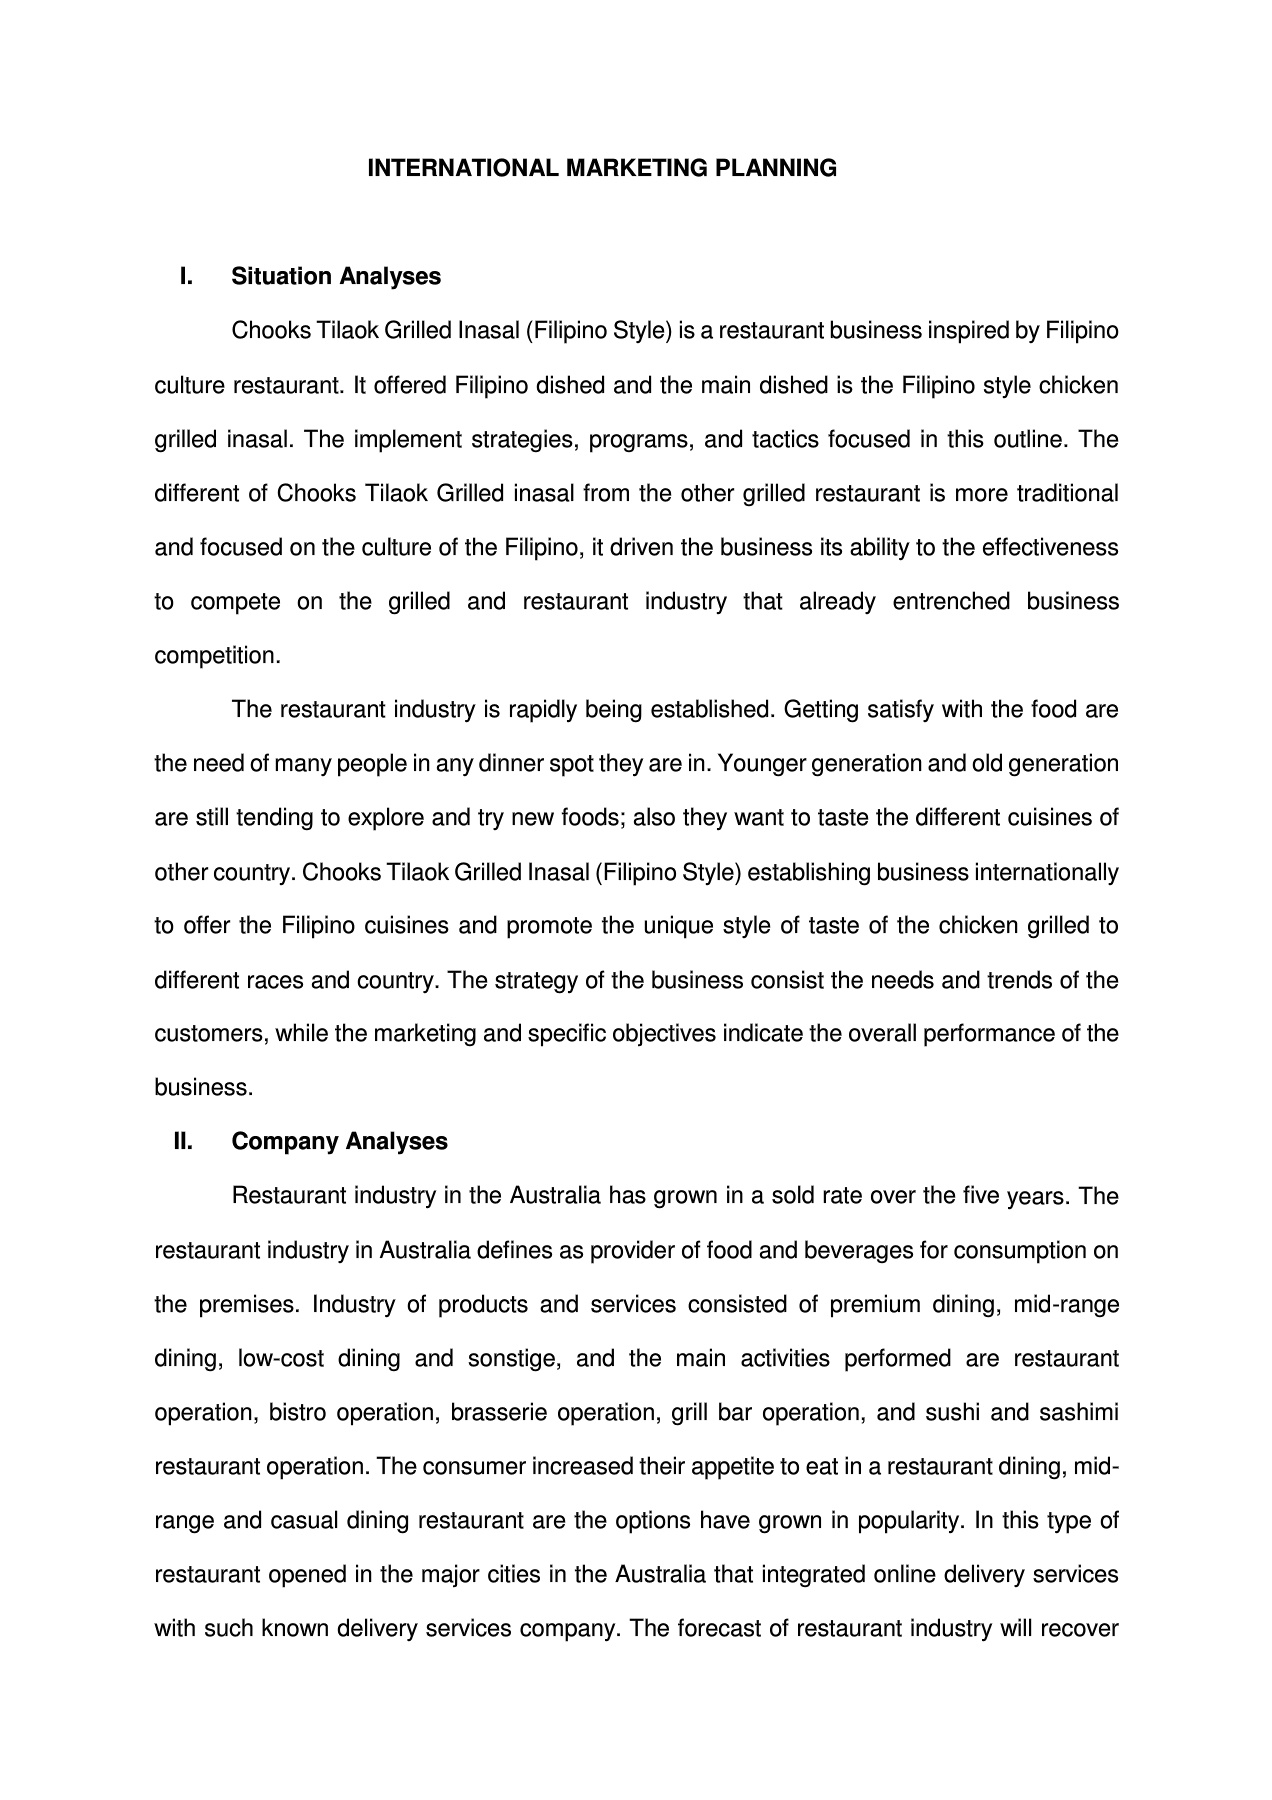 INTERNATIONAL MARKETING PLANNING
I. Situation Analyses
Chooks Tilaok Grilled Inasal (Filipino Style) is a restaurant business inspired by Filipino
culture restaurant. It offered Filipino dished and the main dished is the Filipino style chicken
grilled inasal. The implement strategies, programs, and tactics focused in this outline. The
different of Chooks Tilaok Grilled inasal from the other grilled restaurant is more traditional
and focused on the culture of the Filipino, it driven the business its ability to the effectiveness
to compete on the grilled and restaurant industry that already entrenched business
competition.
The restaurant industry is rapidly being established. Getting satisfy with the food are
the need of many people in any dinner spot they are in. Younger generation and old generation
are still tending to explore and try new foods; also they want to taste the different cuisines of
other country. Chooks Tilaok Grilled Inasal (Filipino Style) establishing business internationally
to offer the Filipino cuisines and promote the unique style of taste of the chicken grilled to
different races and country. The strategy of the business consist the needs and trends of the
customers, while the marketing and specific objectives indicate the overall performance of the
business.
II. Company Analyses
Restaurant industry in the Australia has grown in a sold rate over the five years. The
restaurant industry in Australia defines as provider of food and beverages for consumption on
the premises. Industry of products and services consisted of premium dining, mid-range
dining, low-cost dining and sonstige, and the main activities performed are restaurant
operation, bistro operation, brasserie operation, grill bar operation, and sushi and sashimi
restaurant operation. The consumer increased their appetite to eat in a restaurant dining, mid-
range and casual dining restaurant are the options have grown in popularity. In this type of
restaurant opened in the major cities in the Australia that integrated online delivery services
with such known delivery services company. The forecast of restaurant industry will recover